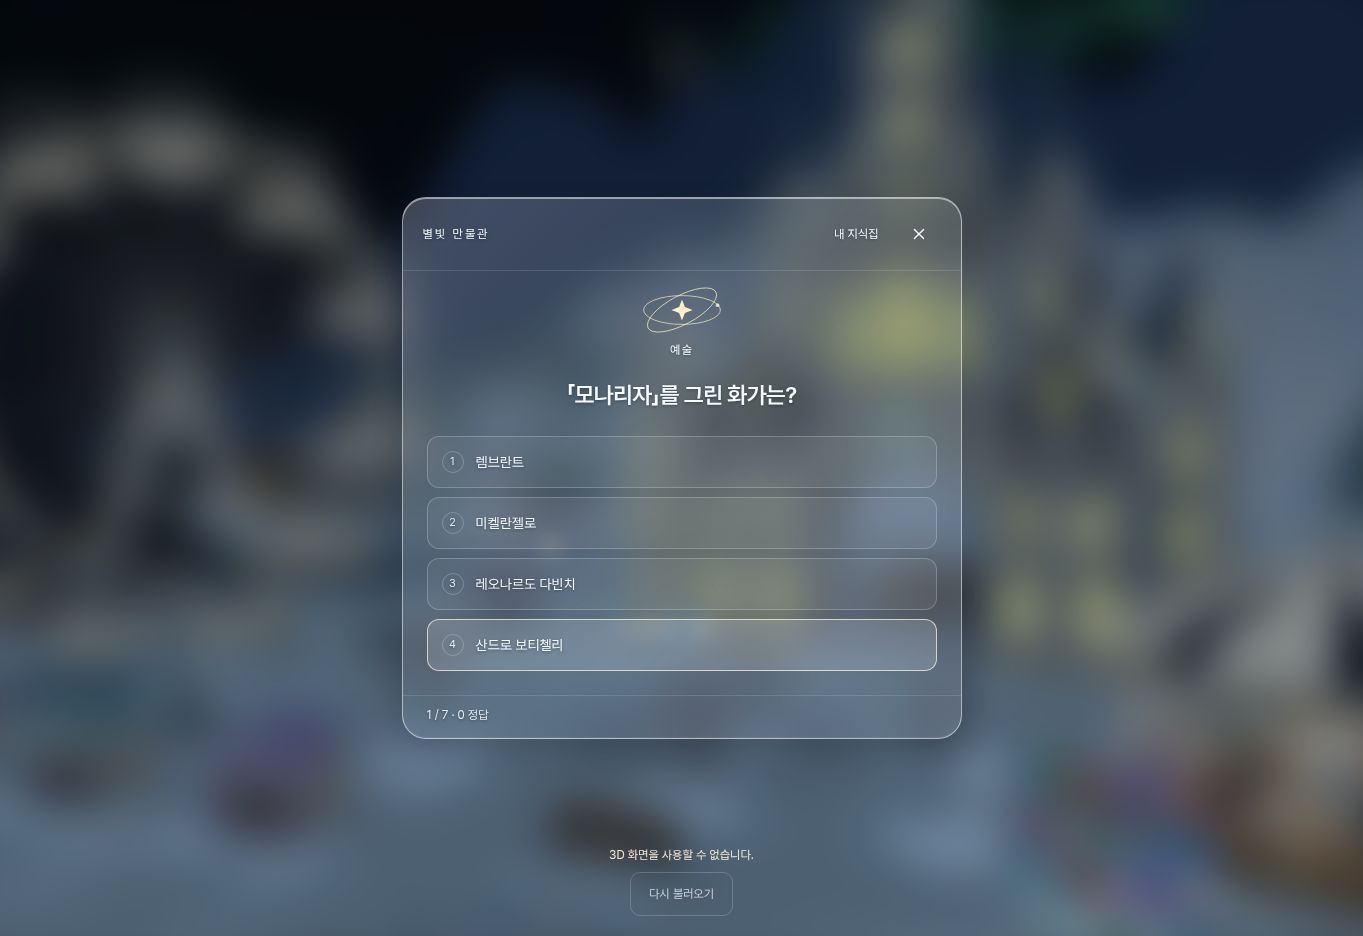 별빛 만물관
내 지식집
예술
「모나리자」를 그린 화가는?
1 렘브란트
2 미켈란젤로
3 레오나르도 다빈치
4 산드로 보티첼리
1 / 7 · 0 정답
3D 화면을 사용할 수 없습니다.
다시 불러오기